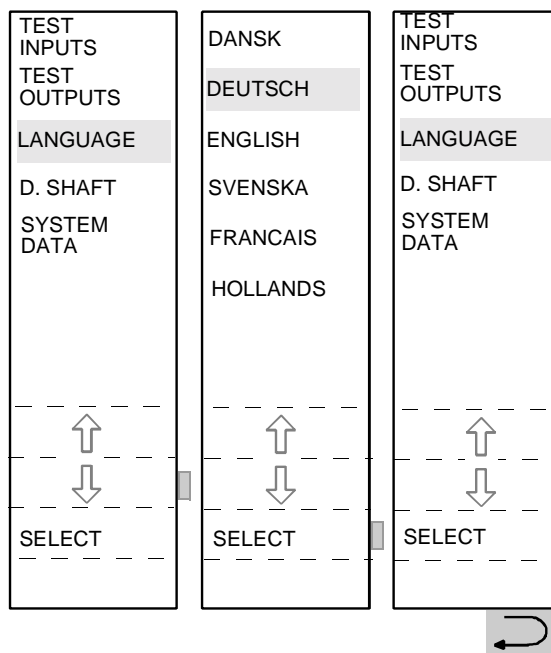 TEST
INPUTS
TEST
OUTPUTS
LANGUAGE
D. SHAFT
SYSTEM
DATA
SELECT
DANSK
DEUTSCH
ENGLISH
SVENSKA
FRANCAIS
HOLLANDS
SELECT
TEST
INPUTS
TEST
OUTPUTS
LANGUAGE
D. SHAFT
SYSTEM
DATA
SELECT